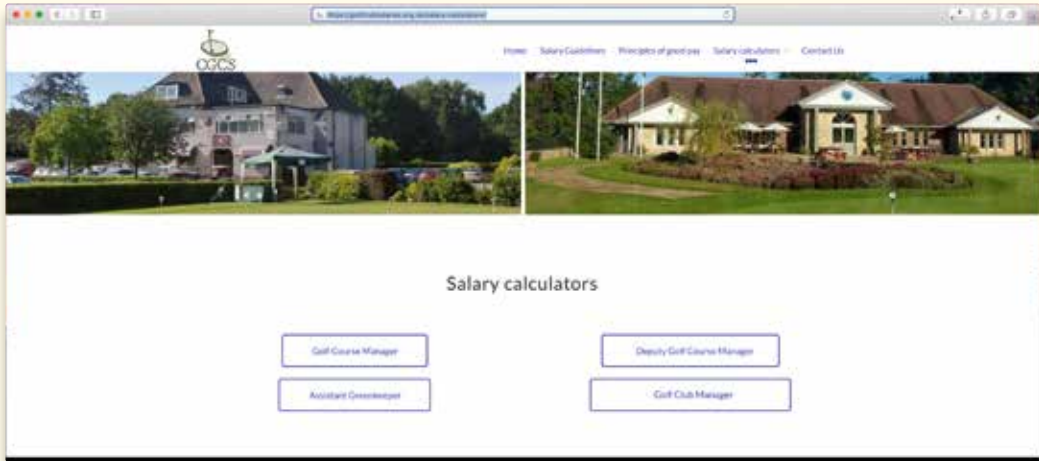 CGCS
Home Salary Guidelines Principles of good pay Salary calculators Contact Us
Salary calculators
Golf Course Manager
Deputy Golf Course Manager
Assistant Greenkeeper
Golf Club Manager